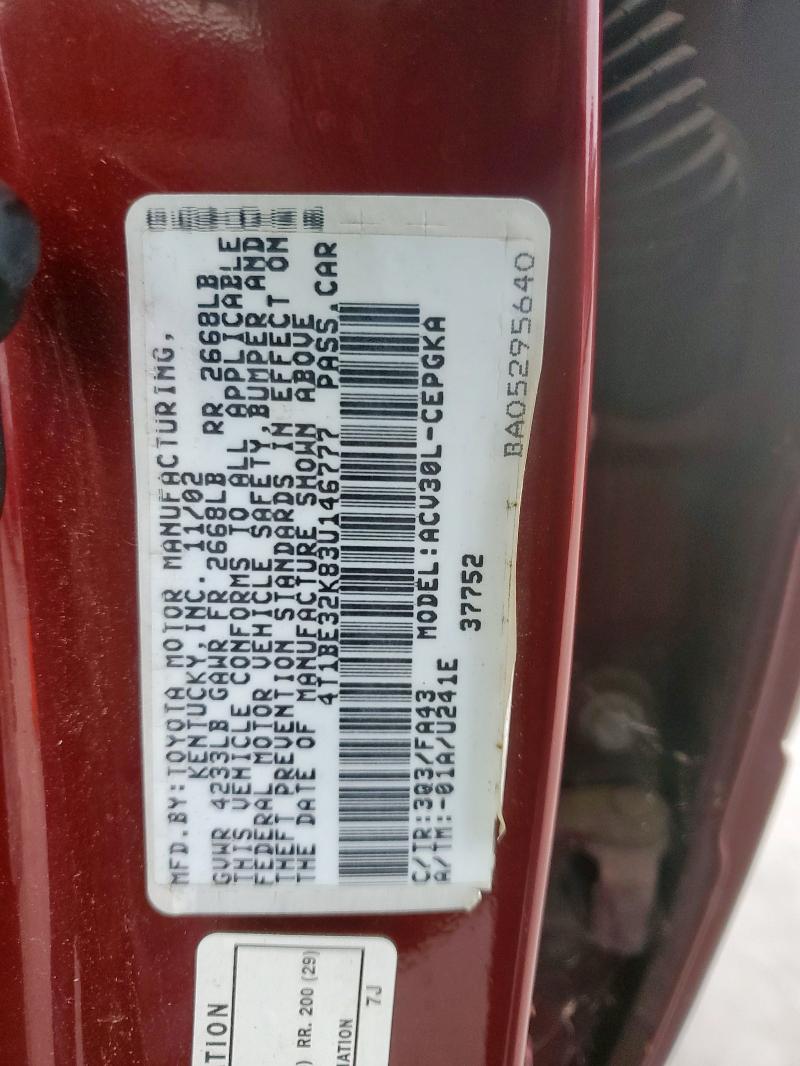 MFD.BY:TOYOTA MOTOR MANUFACTURING,
KENTUCKY, INC. 11/02
GVWR 4233LB GAWR FR 2668LB RR 2668LB
THIS VEHICLE CONFORMS TO ALL APPLICABLE
FEDERAL MOTOR VEHICLE SAFETY, BUMPER AND
THEFT PREVENTION STANDARDS IN EFFECT ON
THE DATE OF MANUFACTURE SHOWN ABOVE.
4T1BE32K83U146777 PASS.CAR
C/TR:3Q3/FA43 MODEL:ACV30L-CEPGKA
A/TM:-01A/U241E 37752
BA05295640
) RR. 200 (29)
7J